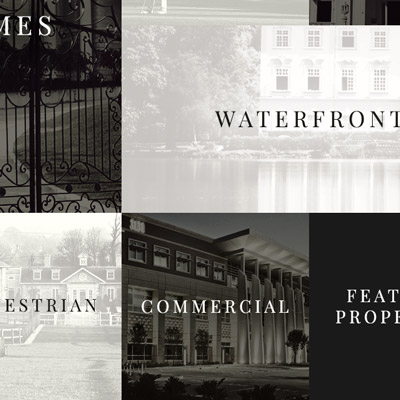 MES
WATERFRONT
ESTRIAN
COMMERCIAL
FEAT
PROPE